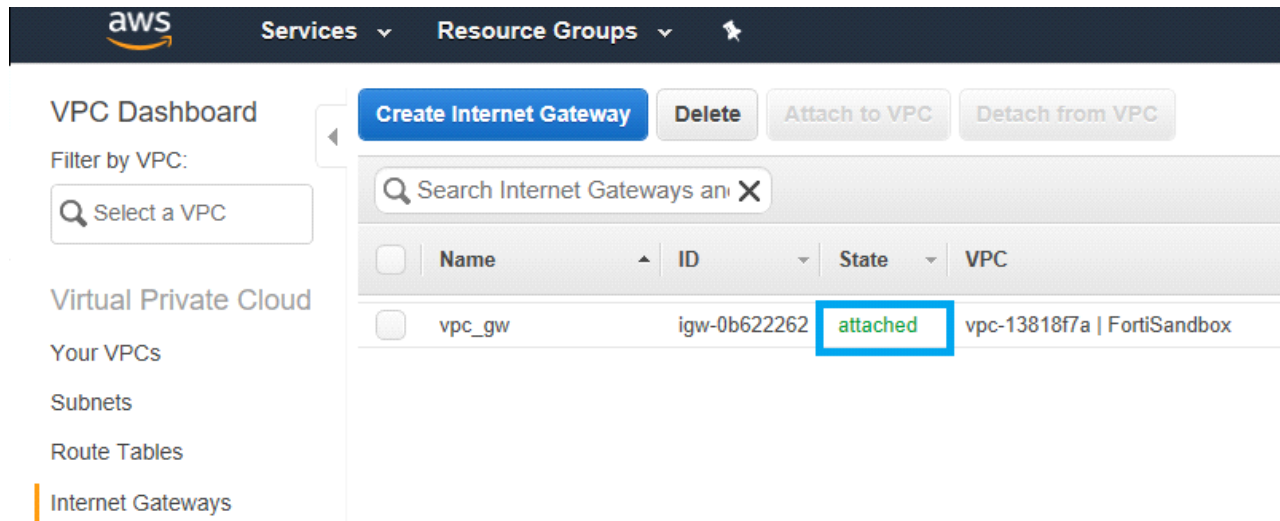 aws Services Resource Groups
VPC Dashboard
Filter by VPC:
Select a VPC
Virtual Private Cloud
Your VPCs
Subnets
Route Tables
Internet Gateways
Create Internet Gateway Delete Attach to VPC Detach from VPC
Search Internet Gateways an
Name ID State VPC
vpc_gw igw-0b622262 attached vpc-13818f7a | FortiSandbox